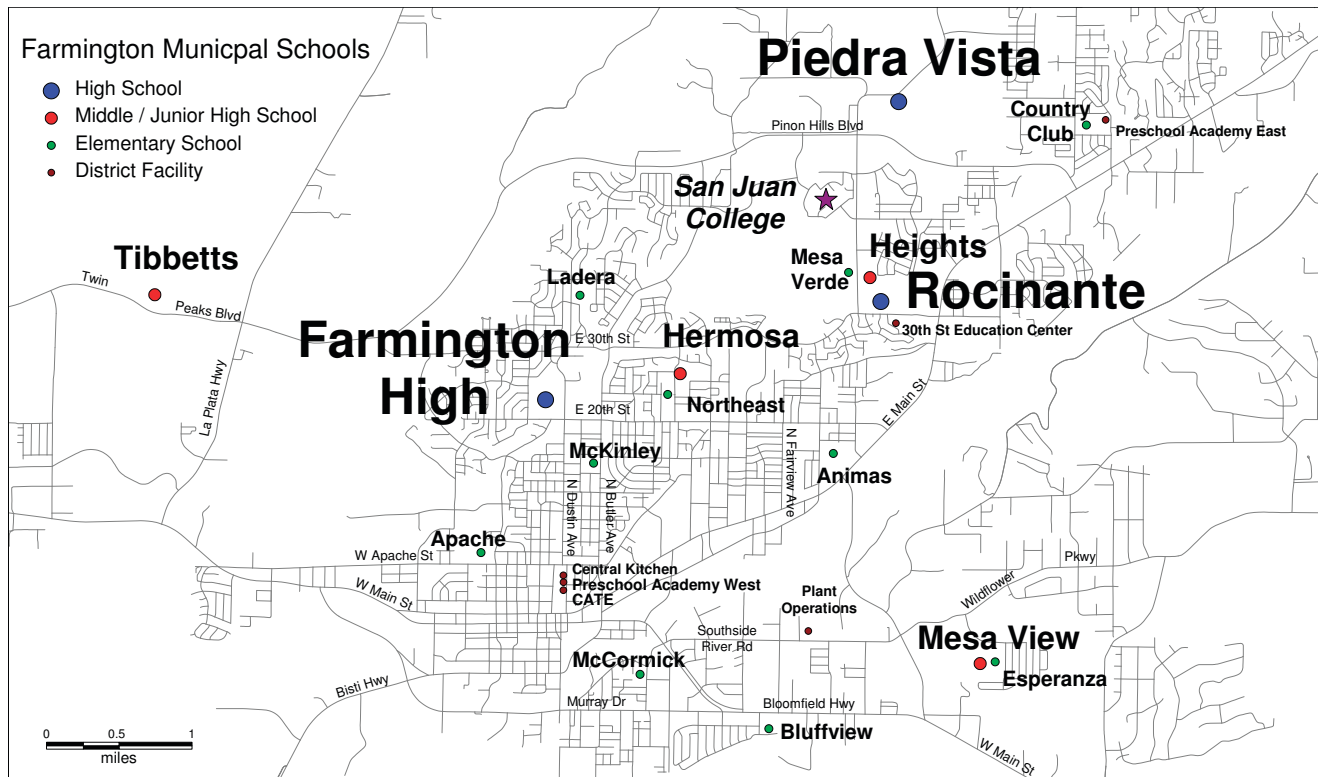 Farmington Municpal Schools
High School
Middle / Junior High School
Elementary School
District Facility
Piedra Vista
Country
Club
Preschool Academy East
Pinon Hills Blvd
San Juan
College
Tibbetts
Heights
Mesa
Verde
Rocinante
Ladera
Twin
Peaks Blvd
30th St Education Center
Farmington
High
E 30th St
Hermosa
La Plata Hwy
E 20th St
Northeast
E Main St
McKinley
N Fairview Ave
Animas
N Dustin Ave
N Butler Ave
Apache
W Apache St
Central Kitchen
Preschool Academy West
CATE
W Main St
Plant
Operations
Pkwy
Wildflower
Southside
River Rd
Mesa View
Esperanza
McCormick
Bisti Hwy
Murray Dr
Bloomfield Hwy
Bluffview
W Main St
0 0.5 1
miles